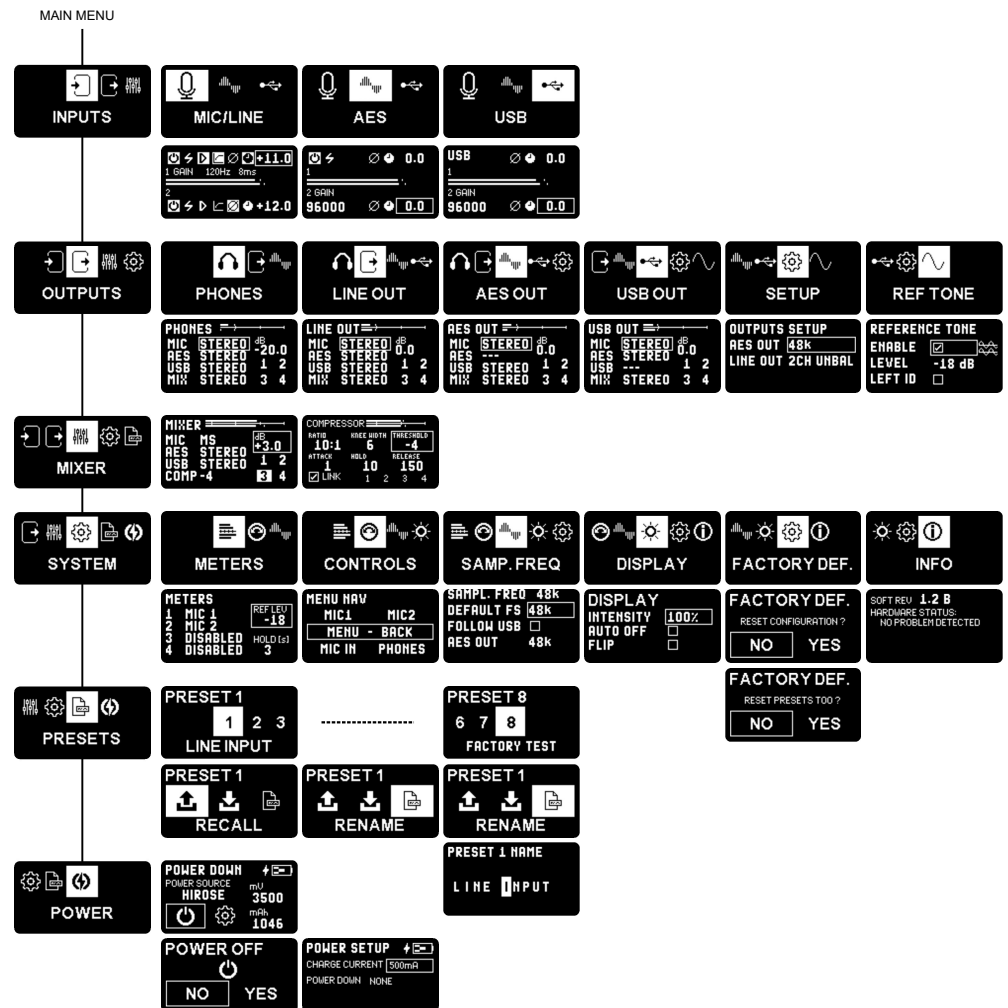 MAIN MENU
INPUTS
MIC/LINE
AES
USB
+11.0
1 GAIN 120Hz 8ms
2
+12.0
0.0
1
2 GAIN
96000 0.0
USB 0.0
1
2 GAIN
96000 0.0
OUTPUTS
PHONES
LINE OUT
AES OUT
USB OUT
SETUP
REF TONE
PHONES
MIC STEREO dB
AES STEREO -20.0
USB STEREO 1 2
MIX STEREO 3 4
LINE OUT
MIC STEREO dB
AES STEREO 0.0
USB STEREO 1 2
MIX STEREO 3 4
AES OUT
MIC STEREO dB
AES --- 0.0
USB STEREO 1 2
MIX STEREO 3 4
USB OUT
MIC STEREO dB
AES STEREO 0.0
USB --- 1 2
MIX STEREO 3 4
OUTPUTS SETUP
AES OUT 48k
LINE OUT 2CH UNBAL
REFERENCE TONE
ENABLE
LEVEL -18 dB
LEFT ID
MIXER
MIXER
MIC MS dB
AES STEREO +3.0
USB STEREO 1 2
COMP -4 3 4
COMPRESSOR
RATIO KNEE WIDTH THRESHOLD
10:1 6 -4
ATTACK HOLD RELEASE
1 10 150
LINK 1 2 3 4
SYSTEM
METERS
CONTROLS
SAMP. FREQ
DISPLAY
FACTORY DEF.
INFO
METERS
1 MIC 1 REF LEV
2 MIC 2 -18
3 DISABLED HOLD [s]
4 DISABLED 3
MENU NAV
MIC1 MIC2
MENU - BACK
MIC IN PHONES
SAMPL. FREQ 48k
DEFAULT FS 48k
FOLLOW USB
AES OUT 48k
DISPLAY
INTENSITY 100%
AUTO OFF
FLIP
FACTORY DEF.
RESET CONFIGURATION ?
NO YES
SOFT REV 1.2 B
HARDWARE STATUS:
NO PROBLEM DETECTED
FACTORY DEF.
RESET PRESETS TOO ?
NO YES
PRESETS
PRESET 1
1 2 3
LINE INPUT
PRESET 8
6 7 8
FACTORY TEST
PRESET 1
RECALL
PRESET 1
RENAME
PRESET 1
RENAME
PRESET 1 NAME
LINE INPUT
POWER
POWER DOWN
POWER SOURCE mV
HIROSE 3500
mAh
1046
POWER OFF
NO YES
POWER SETUP
CHARGE CURRENT 500mA
POWER DOWN NONE